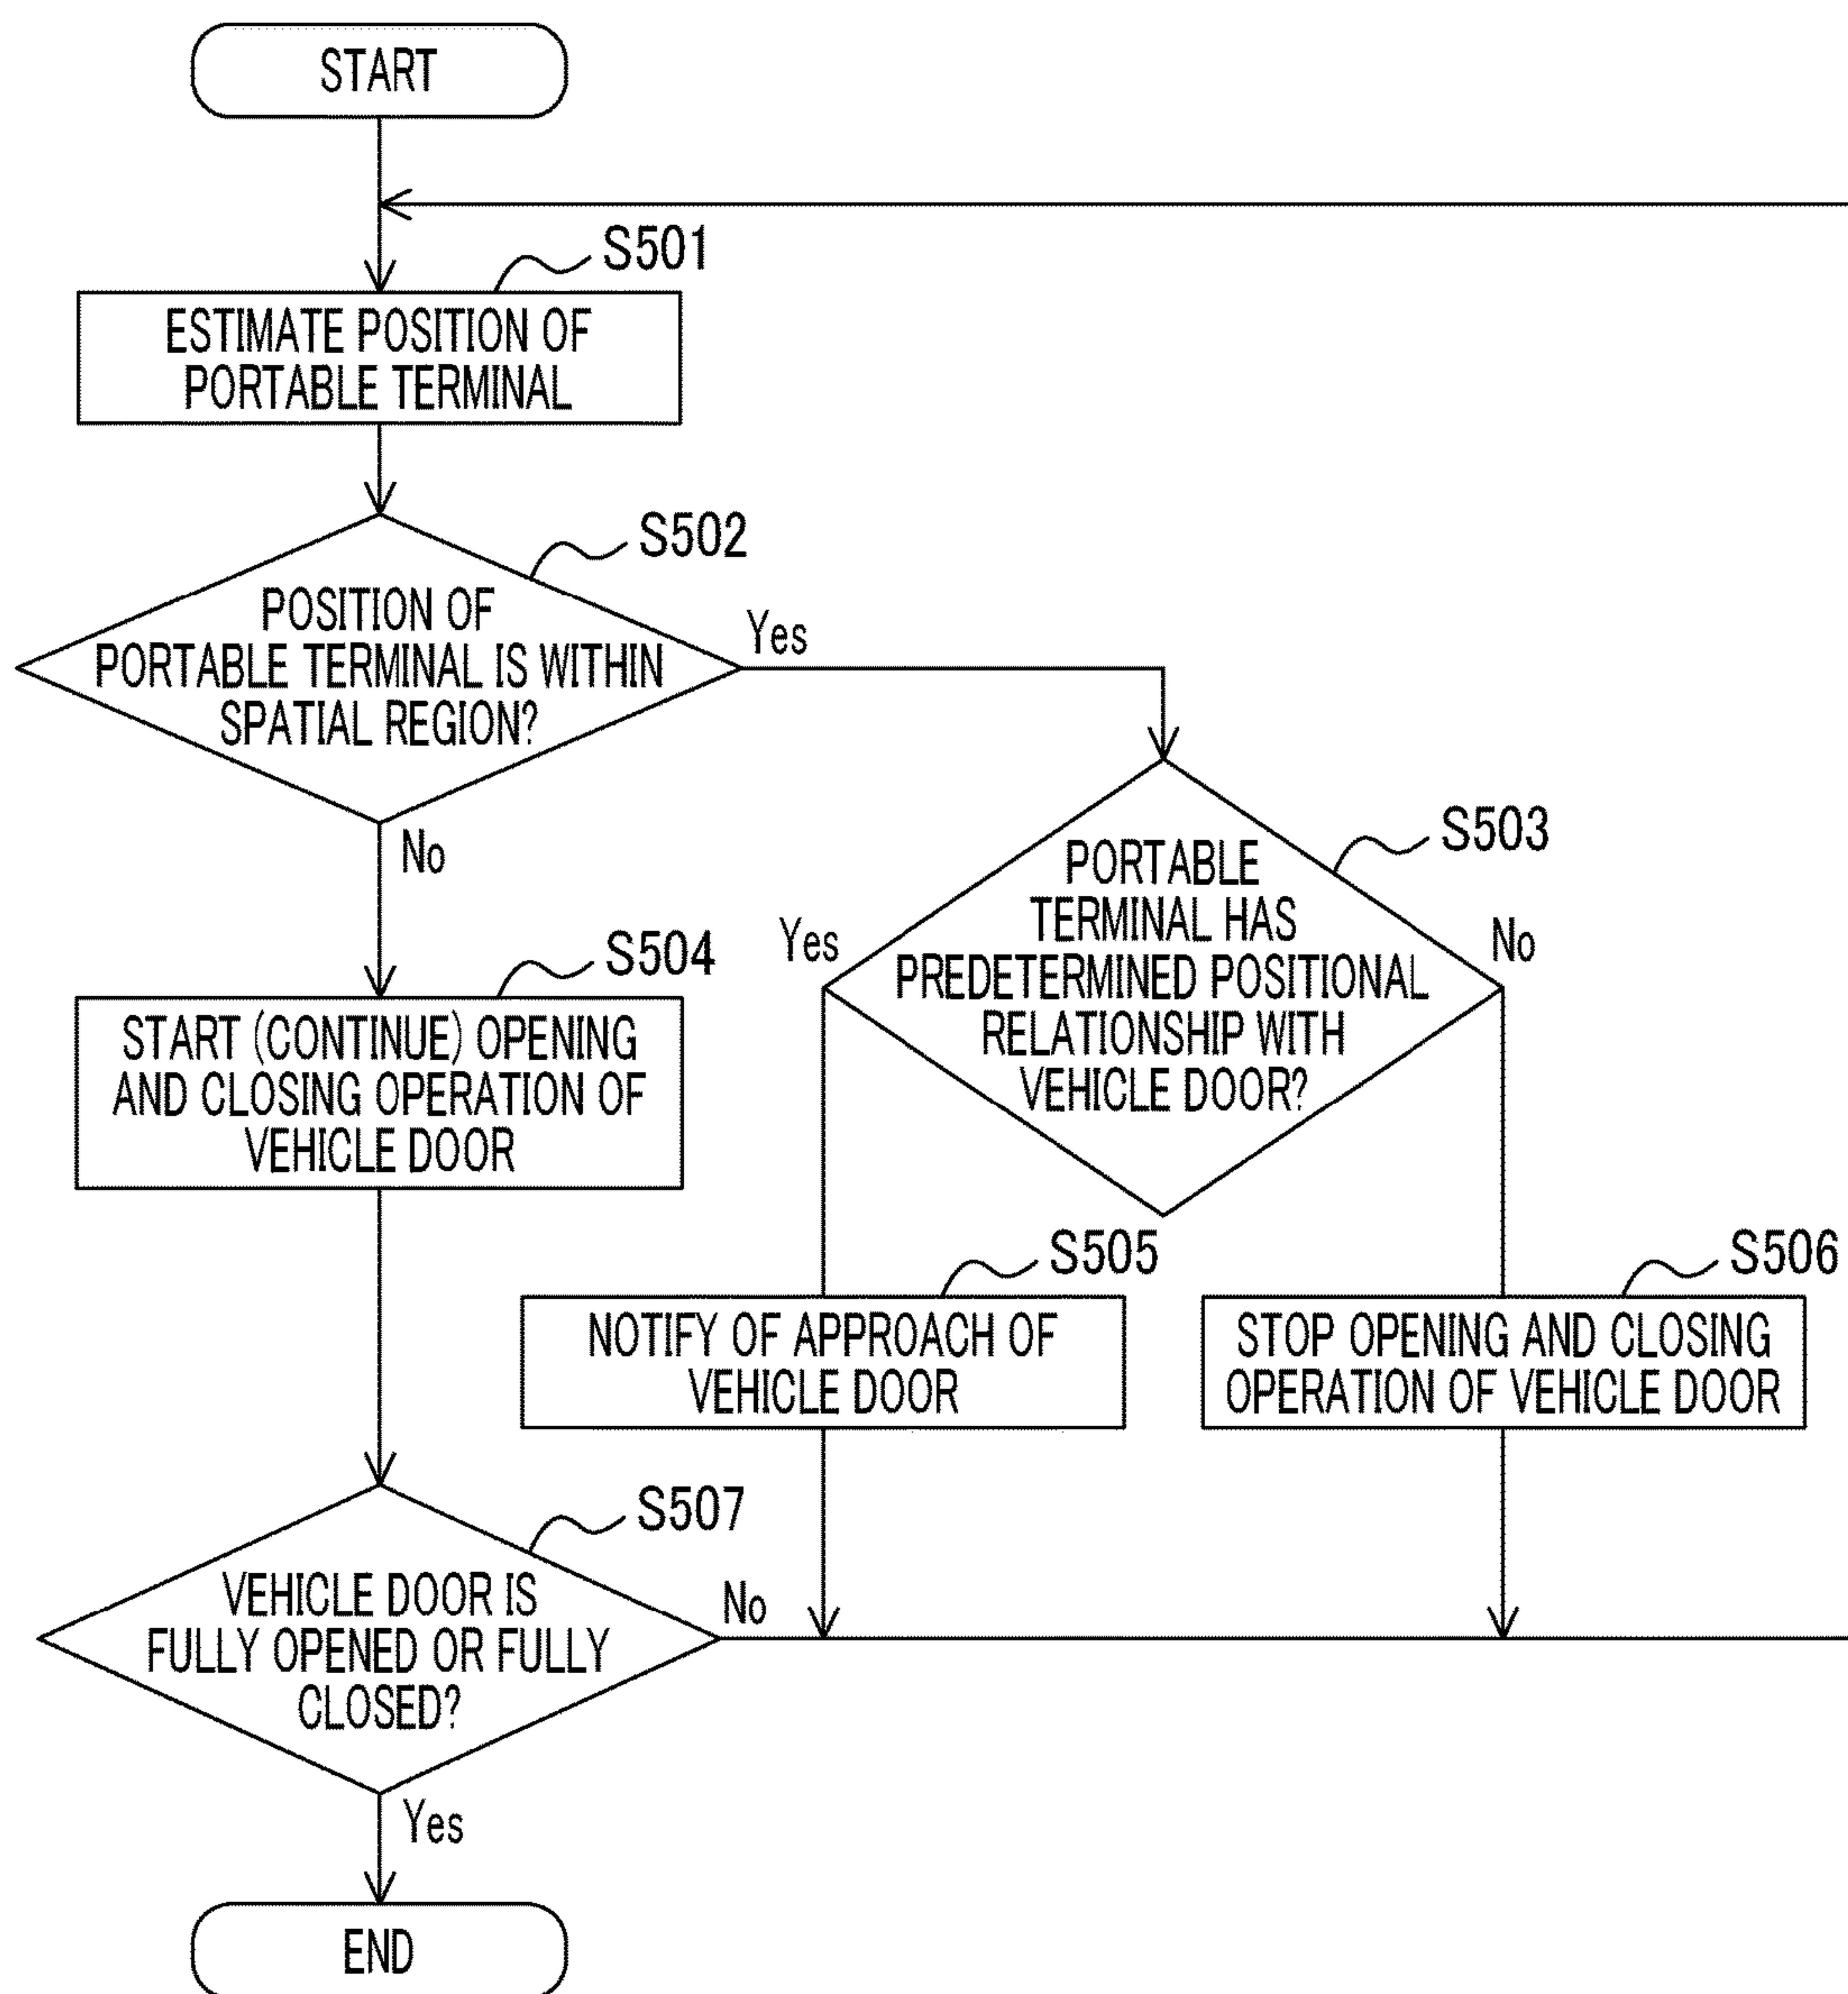 START
S501
ESTIMATE POSITION OF
PORTABLE TERMINAL
S502
POSITION OF
PORTABLE TERMINAL IS WITHIN
SPATIAL REGION?
Yes
No
S503
PORTABLE
TERMINAL HAS
PREDETERMINED POSITIONAL
RELATIONSHIP WITH
VEHICLE DOOR?
Yes
No
S504
START (CONTINUE) OPENING
AND CLOSING OPERATION OF
VEHICLE DOOR
S505
NOTIFY OF APPROACH OF
VEHICLE DOOR
S506
STOP OPENING AND CLOSING
OPERATION OF VEHICLE DOOR
S507
VEHICLE DOOR IS
FULLY OPENED OR FULLY
CLOSED?
No
Yes
END